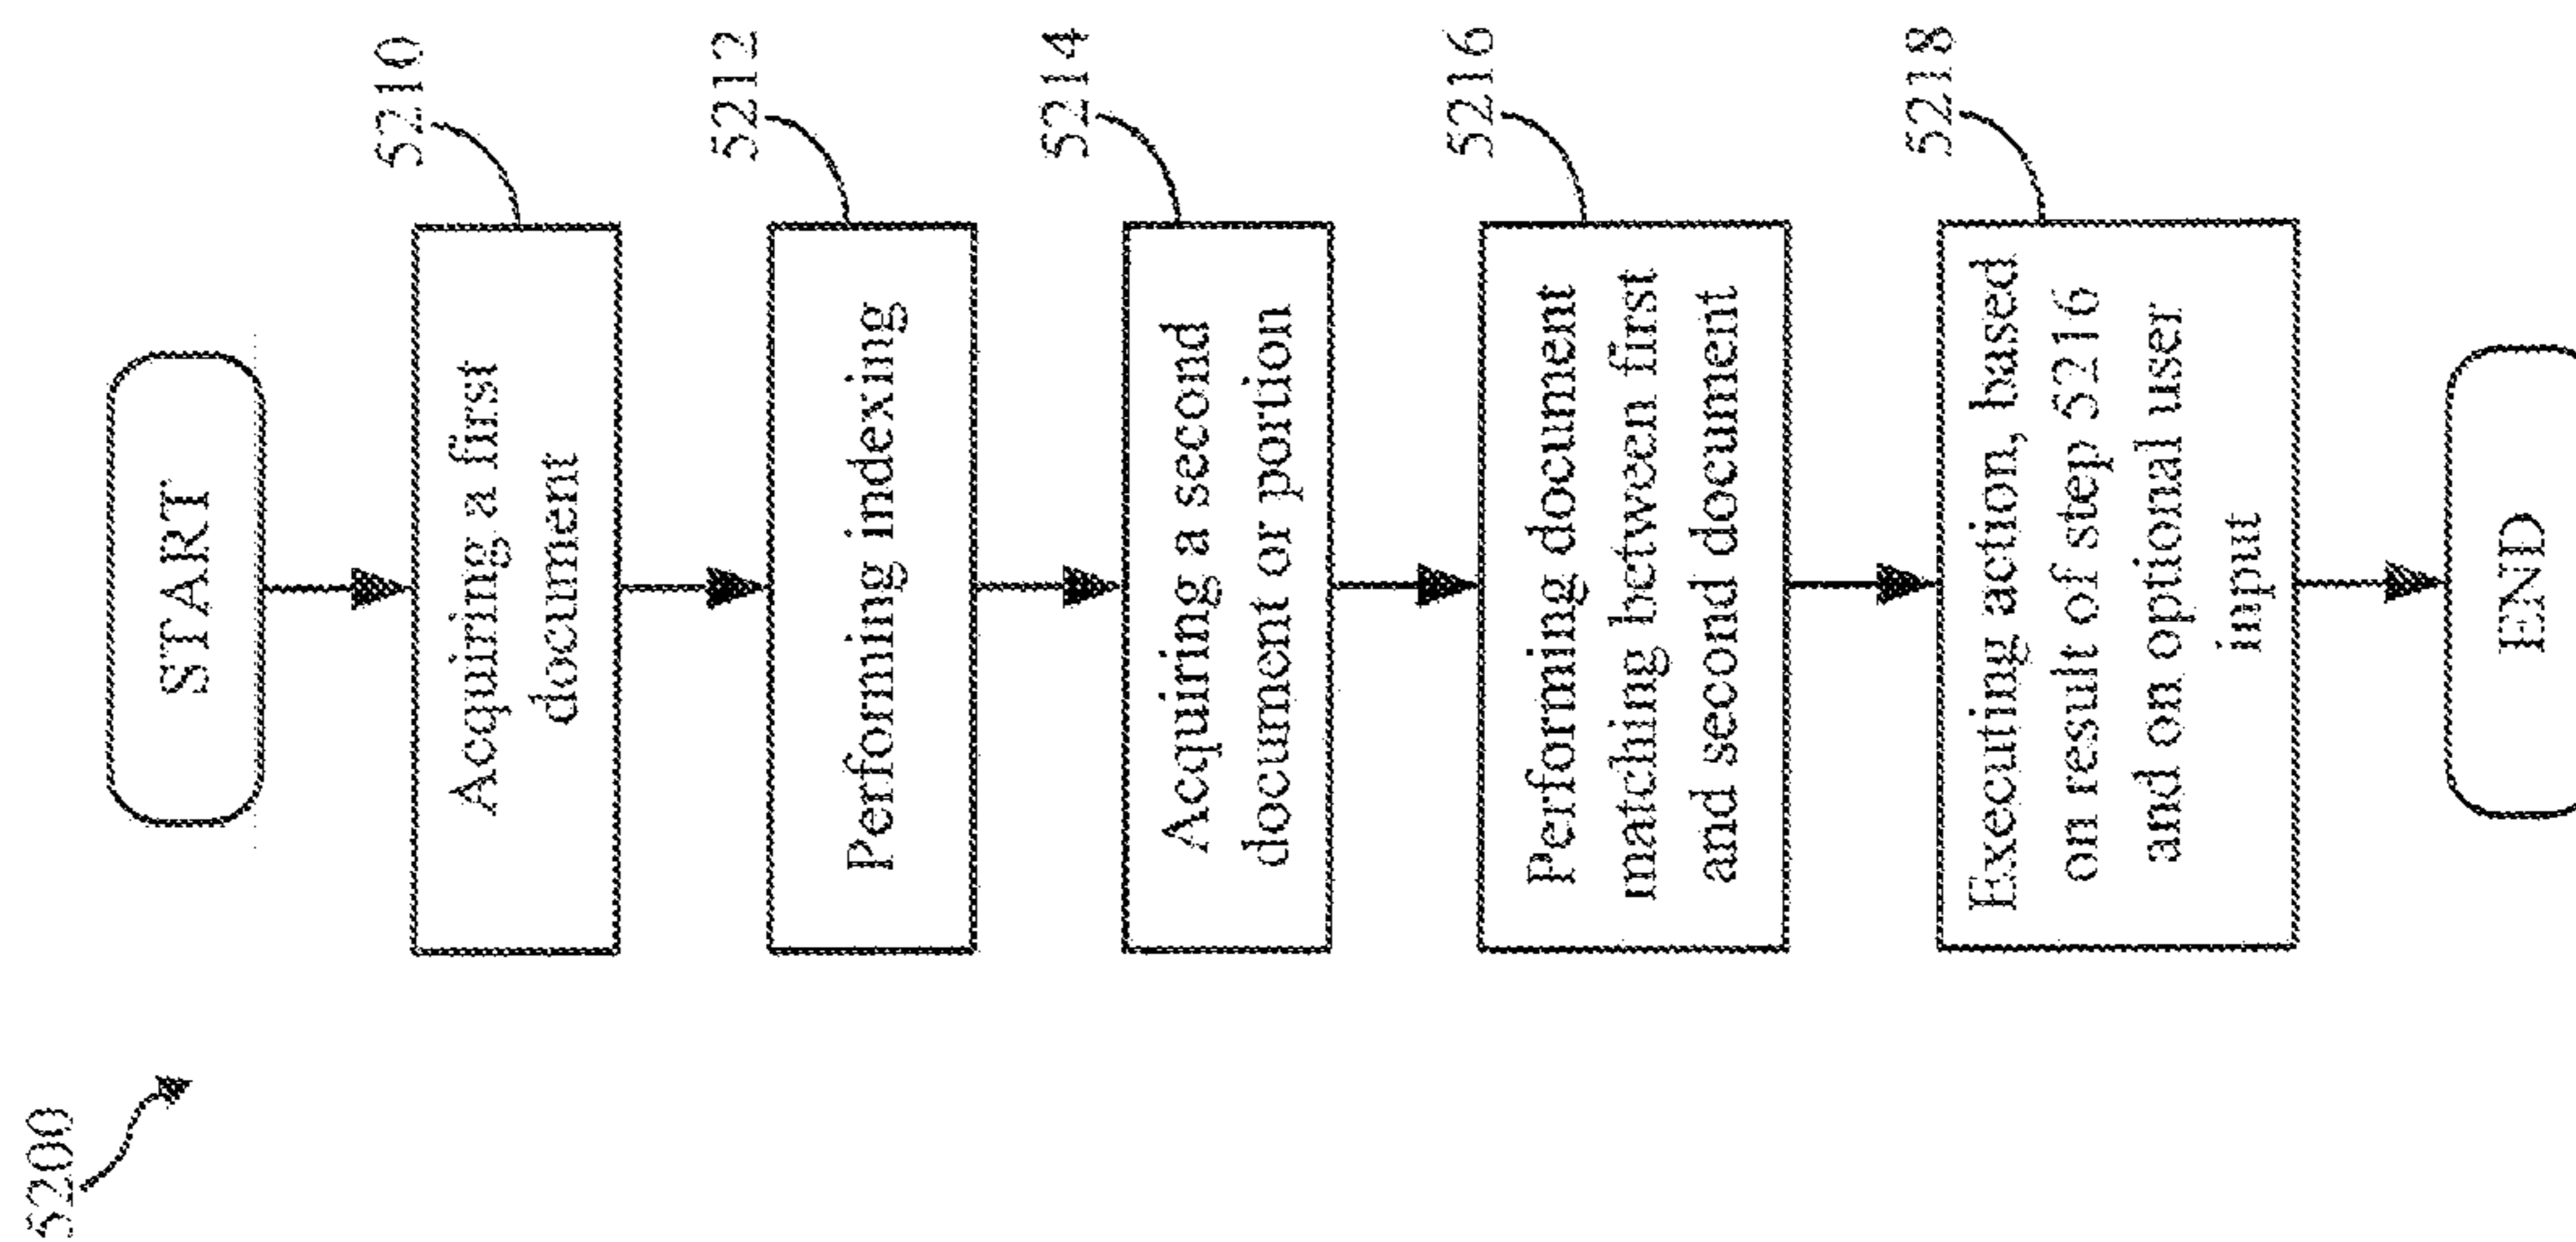 5200
START
5210
Acquiring a first
document
5212
Performing indexing
5214
Acquiring a second
document or portion
5216
Performing document
matching between first
and second document
5218
Executing action, based
on result of step 5216
and on optional user
input
END